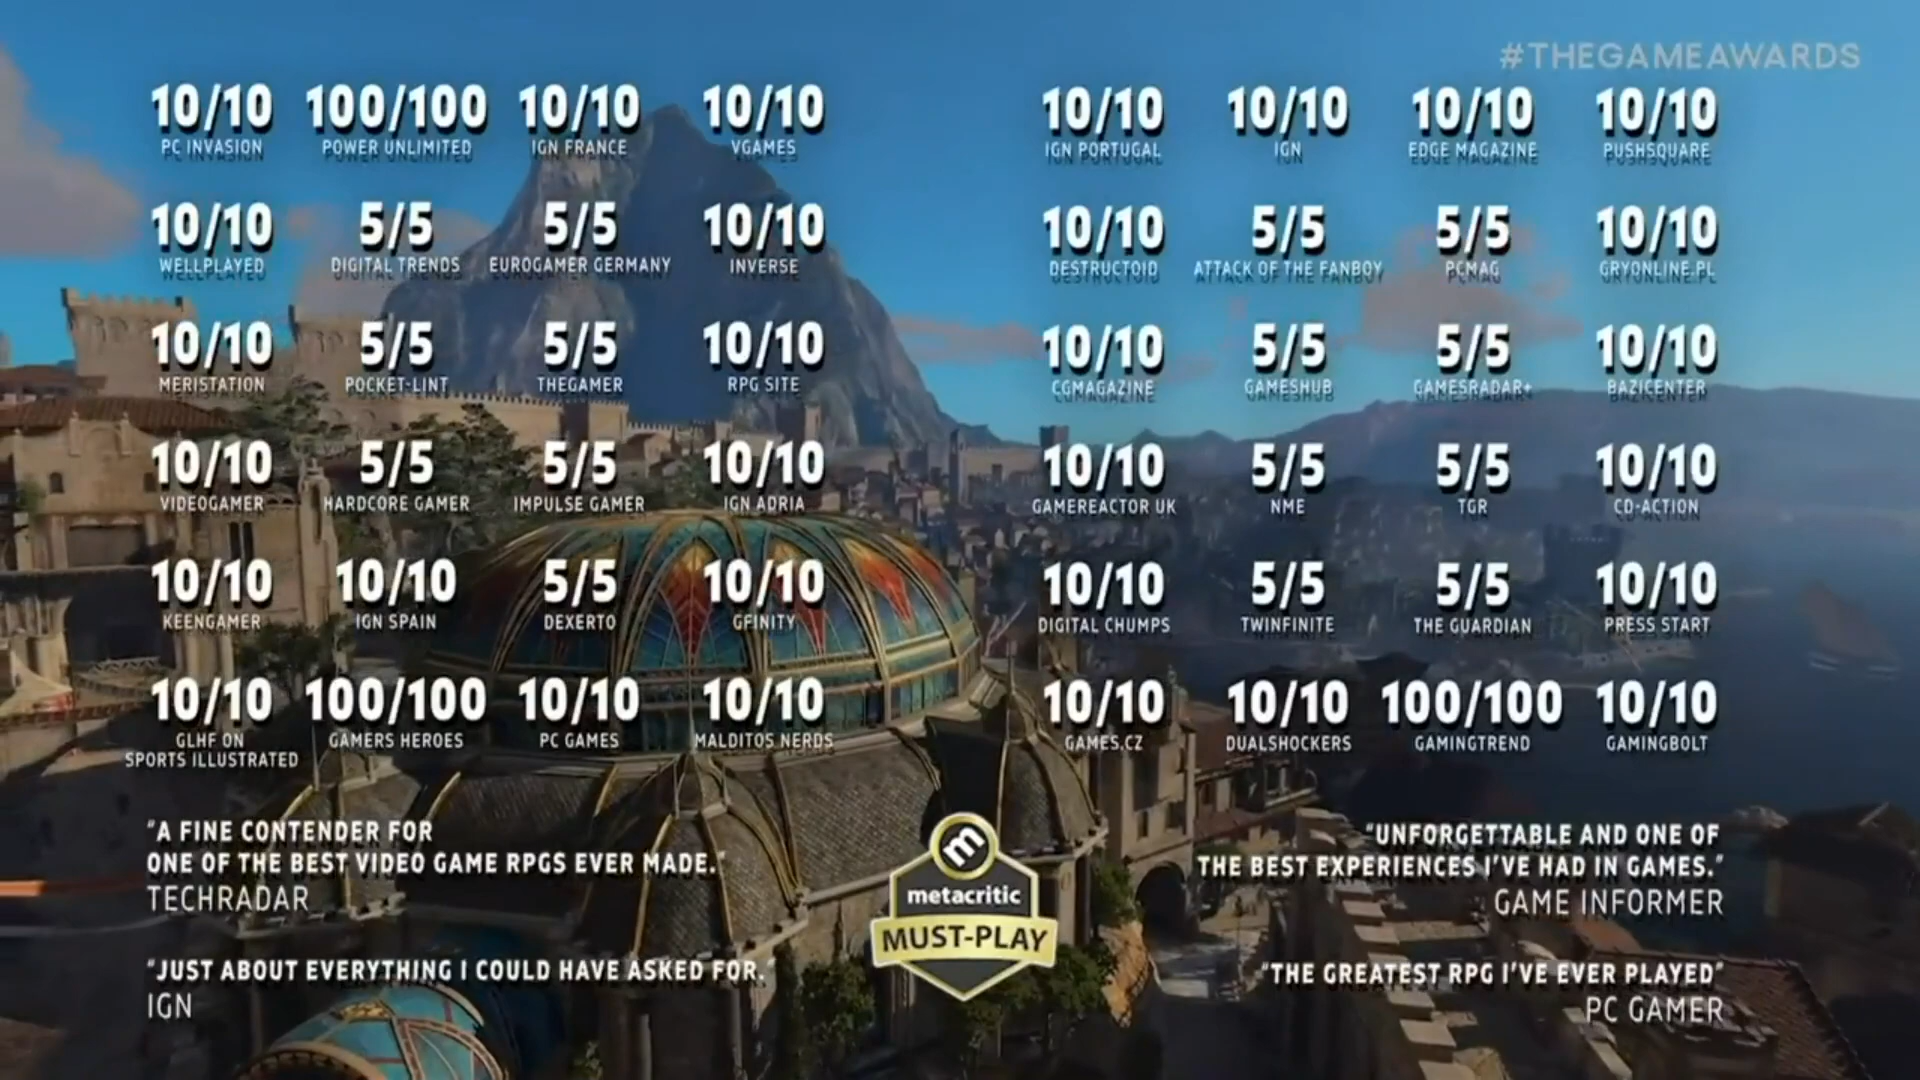 #THEGAMEAWARDS
10/10 100/100 10/10 10/10
PC INVASION POWER UNLIMITED IGN FRANCE VGAMES
10/10 5/5 5/5 10/10
WELLPLAYED DIGITAL TRENDS EUROGAMER GERMANY INVERSE
10/10 5/5 5/5 10/10
MERISTATION POCKET-LINT THEGAMER RPG SITE
10/10 5/5 5/5 10/10
VIDEOGAMER HARDCORE GAMER IMPULSE GAMER IGN ADRIA
10/10 10/10 5/5 10/10
KEENGAMER IGN SPAIN DEXERTO GFINITY
10/10 100/100 10/10 10/10
GLHF ON GAMERS HEROES PC GAMES MALDITOS NERDS
SPORTS ILLUSTRATED
10/10 10/10 10/10 10/10
IGN PORTUGAL IGN EDGE MAGAZINE PUSHSQUARE
10/10 5/5 5/5 10/10
DESTRUCTOID ATTACK OF THE FANBOY PCMAG GRYONLINE.PL
10/10 5/5 5/5 10/10
CGMAGAZINE GAMESHUB GAMESRADAR+ BAZICENTER
10/10 5/5 5/5 10/10
GAMEREACTOR UK NME TGR CD-ACTION
10/10 5/5 5/5 10/10
DIGITAL CHUMPS TWINFINITE THE GUARDIAN PRESS START
10/10 10/10 100/100 10/10
GAMES.CZ DUALSHOCKERS GAMINGTREND GAMINGBOLT
"A FINE CONTENDER FOR
ONE OF THE BEST VIDEO GAME RPGS EVER MADE."
TECHRADAR
"JUST ABOUT EVERYTHING I COULD HAVE ASKED FOR."
IGN
m
metacritic
MUST-PLAY
"UNFORGETTABLE AND ONE OF
THE BEST EXPERIENCES I'VE HAD IN GAMES."
GAME INFORMER
"THE GREATEST RPG I'VE EVER PLAYED"
PC GAMER